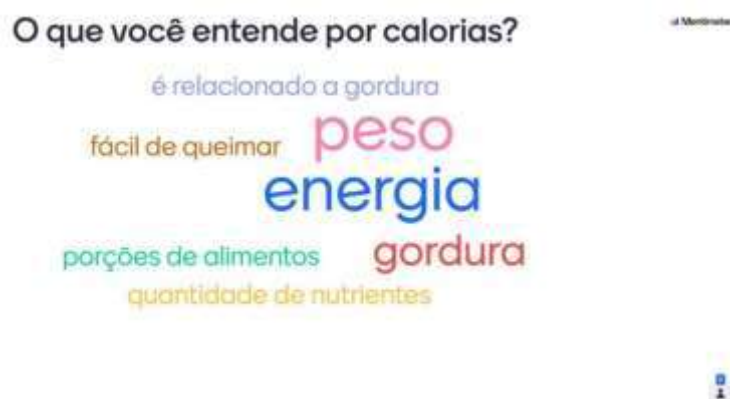 O que você entende por calorias?
Mentimeter
é relacionado a gordura
fácil de queimar peso
energia
porções de alimentos gordura
quantidade de nutrientes